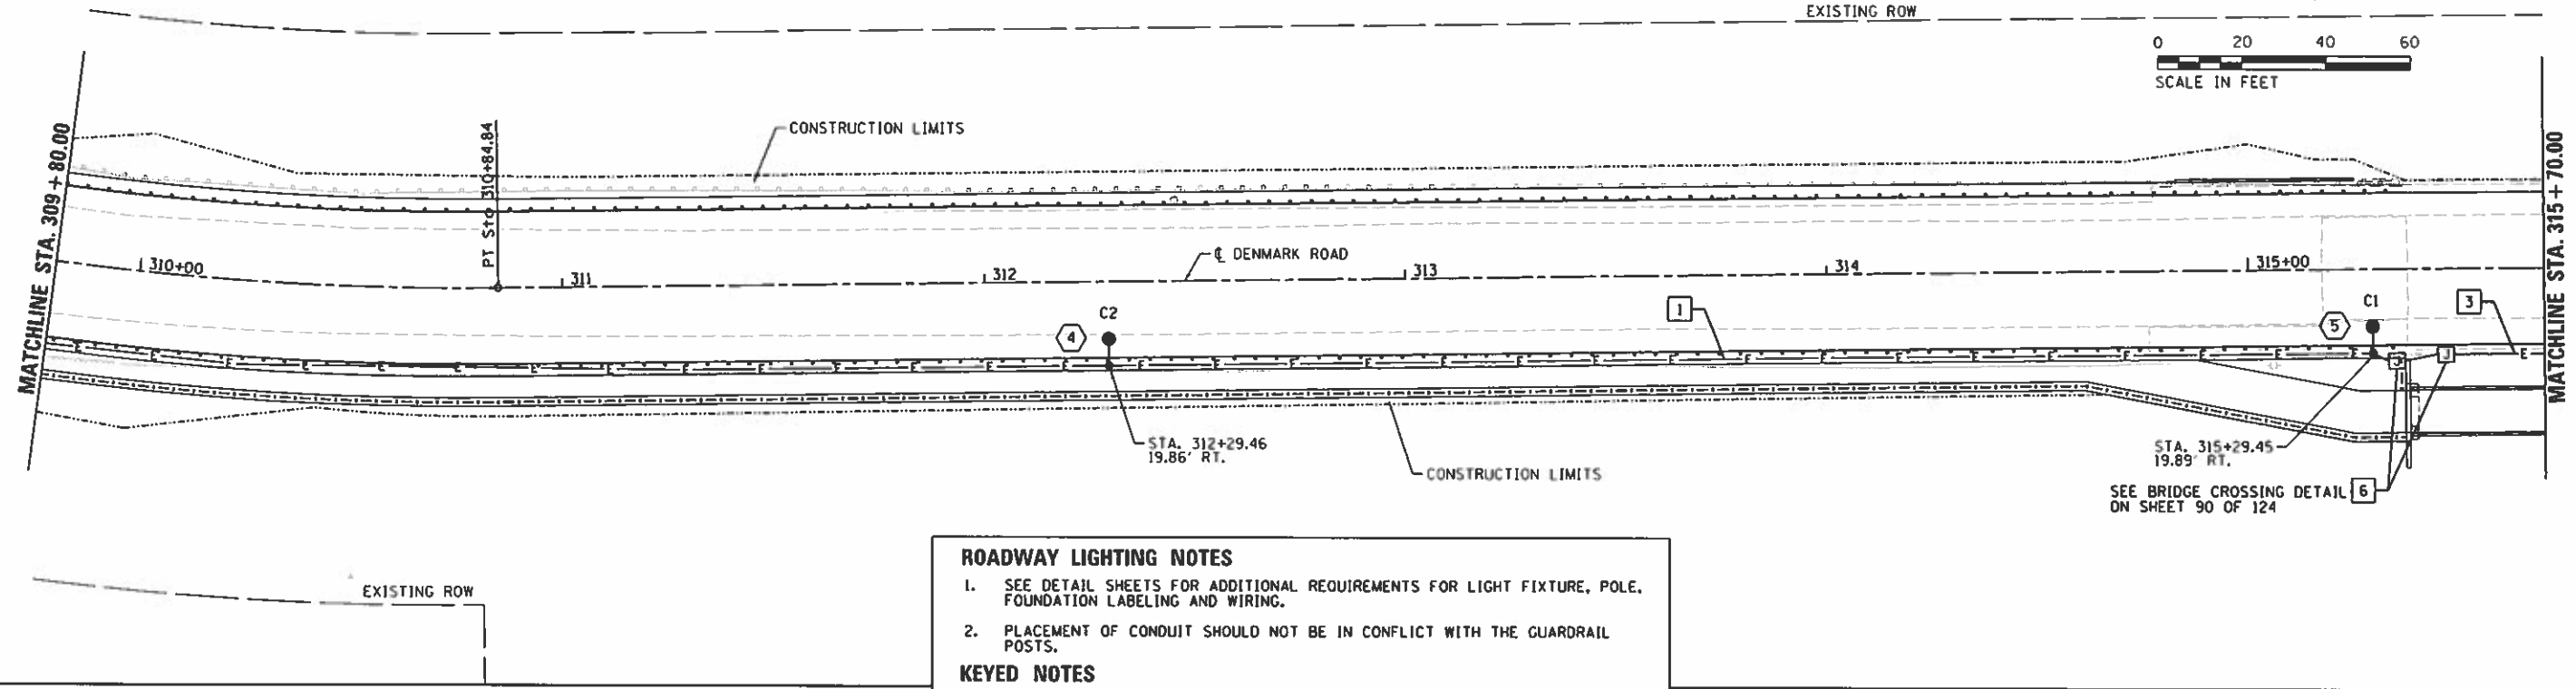 EXISTING ROW
0 20 40 60
SCALE IN FEET
CONSTRUCTION LIMITS
MATCHLINE STA. 309+80.00
PT Sta 310+84.84
MATCHLINE STA. 315+70.00
℄ DENMARK ROAD
310+00
311
312
313
314
315+00
C2
4
1
C1
5
3
E E E E E E E E E E E E E E E E E E E E E E E E E E E E E E E
J J
E
STA. 312+29.46
19.86' RT.
CONSTRUCTION LIMITS
STA. 315+29.45
19.89' RT.
SEE BRIDGE CROSSING DETAIL 6
ON SHEET 90 OF 124
EXISTING ROW
ROADWAY LIGHTING NOTES
1. SEE DETAIL SHEETS FOR ADDITIONAL REQUIREMENTS FOR LIGHT FIXTURE, POLE,
FOUNDATION LABELING AND WIRING.
2. PLACEMENT OF CONDUIT SHOULD NOT BE IN CONFLICT WITH THE GUARDRAIL
POSTS.
KEYED NOTES